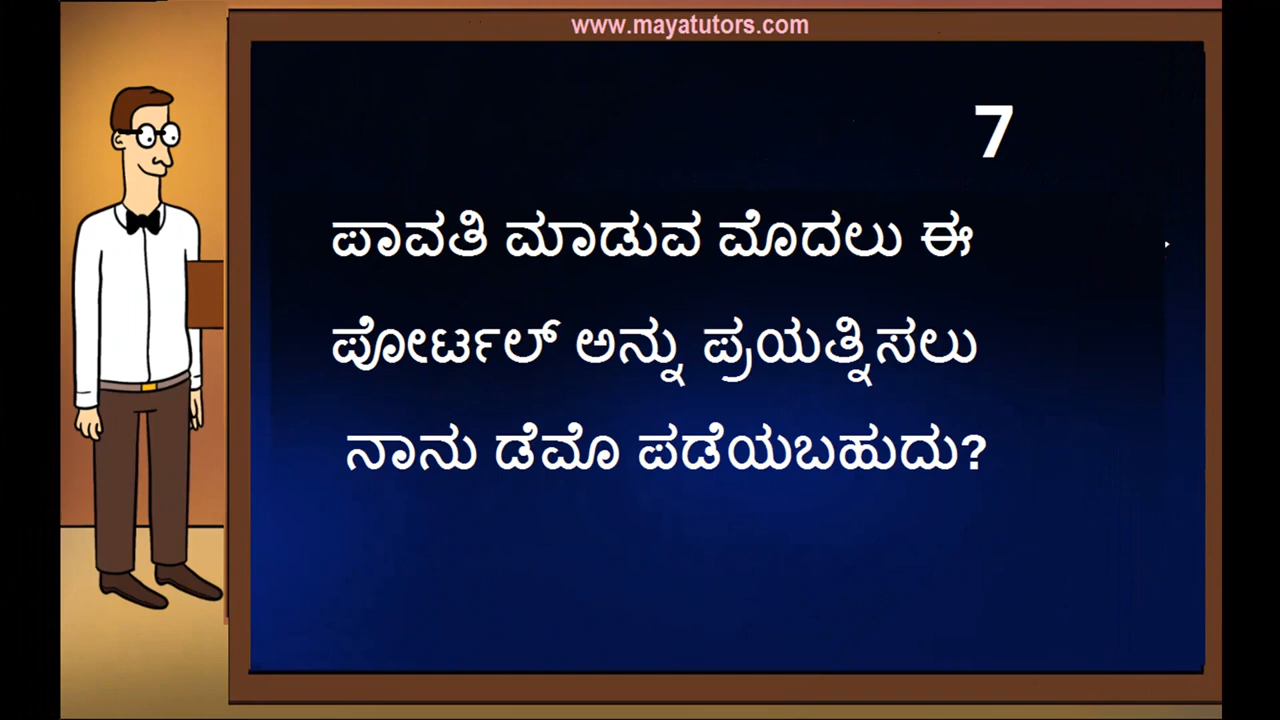 www.mayatutors.com
7
ಪಾವತಿ ಮಾಡುವ ಮೊದಲು ಈ
ಪೋರ್ಟಲ್ ಅನ್ನು ಪ್ರಯತ್ನಿಸಲು
ನಾನು ಡೆಮೊ ಪಡೆಯಬಹುದು?